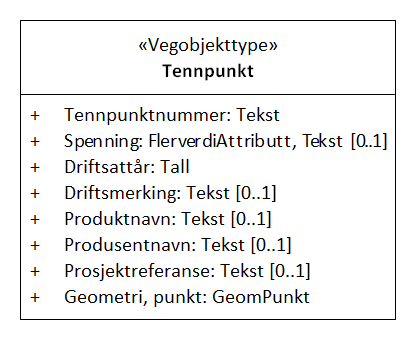 «Vegobjekttype»
Tennpunkt
+ Tennpunktnummer: Tekst
+ Spenning: FlerverdiAttributt, Tekst [0..1]
+ Driftsattår: Tall
+ Driftsmerking: Tekst [0..1]
+ Produktnavn: Tekst [0..1]
+ Produsentnavn: Tekst [0..1]
+ Prosjektreferanse: Tekst [0..1]
+ Geometri, punkt: GeomPunkt